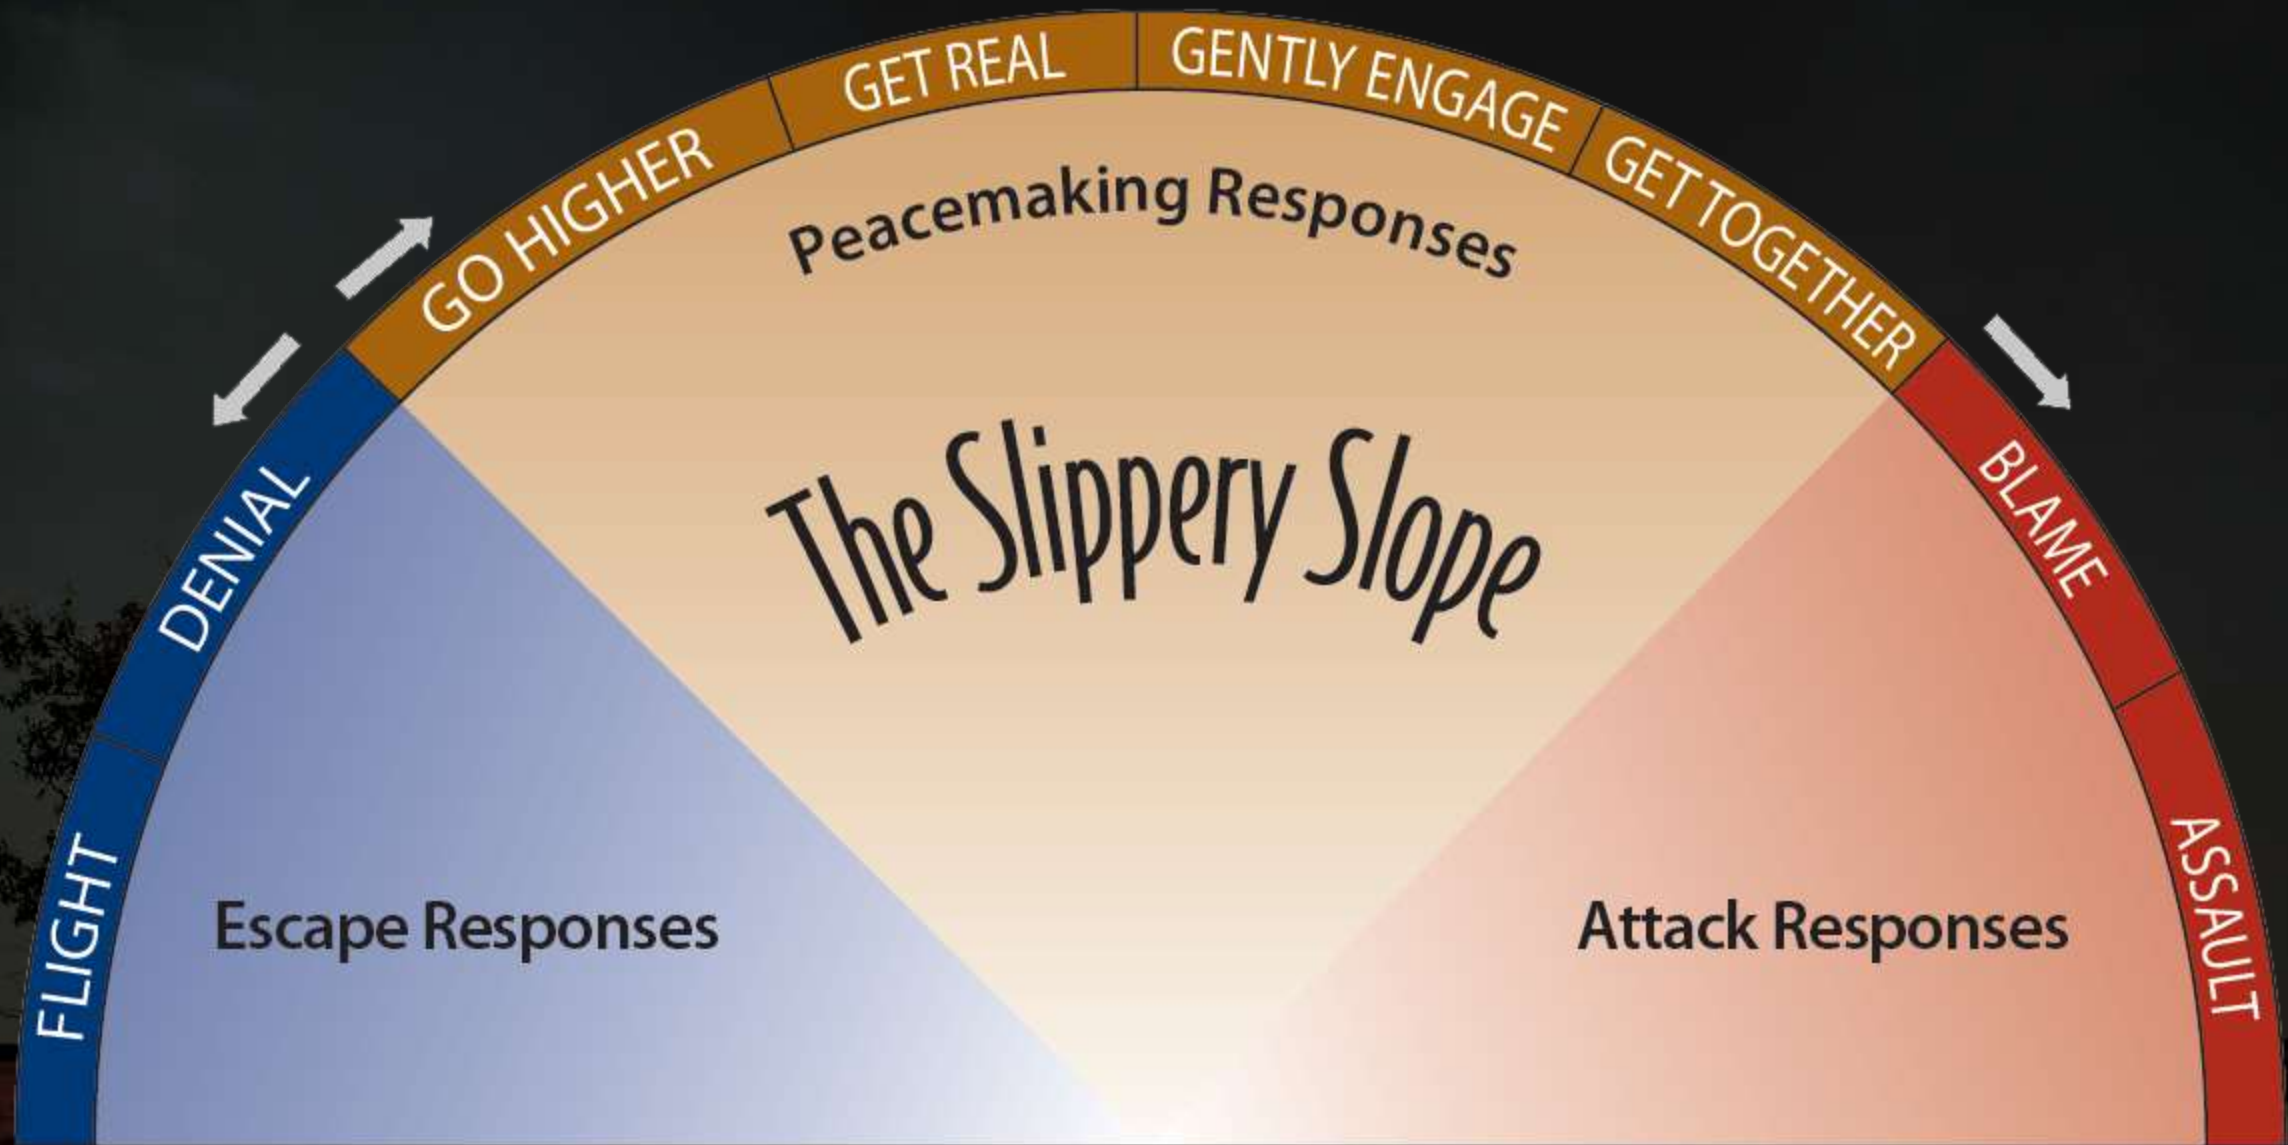 GET REAL
GENTLY ENGAGE
GO HIGHER
GET TOGETHER
Peacemaking Responses
The Slippery Slope
DENIAL
BLAME
FLIGHT
ASSAULT
Escape Responses
Attack Responses